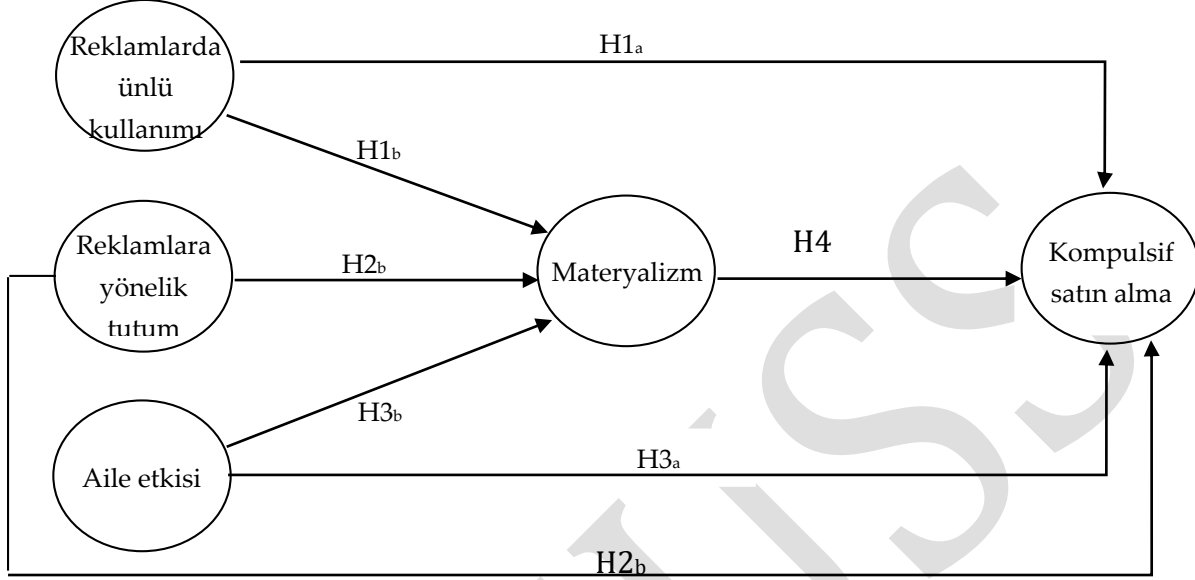 Reklamlarda
ünlü
kullanımı
H1a
H1b
Reklamlara
yönelik
tutum
H2b
Materyalizm
H4
Kompulsif
satın alma
H3b
Aile etkisi
H3a
H2b